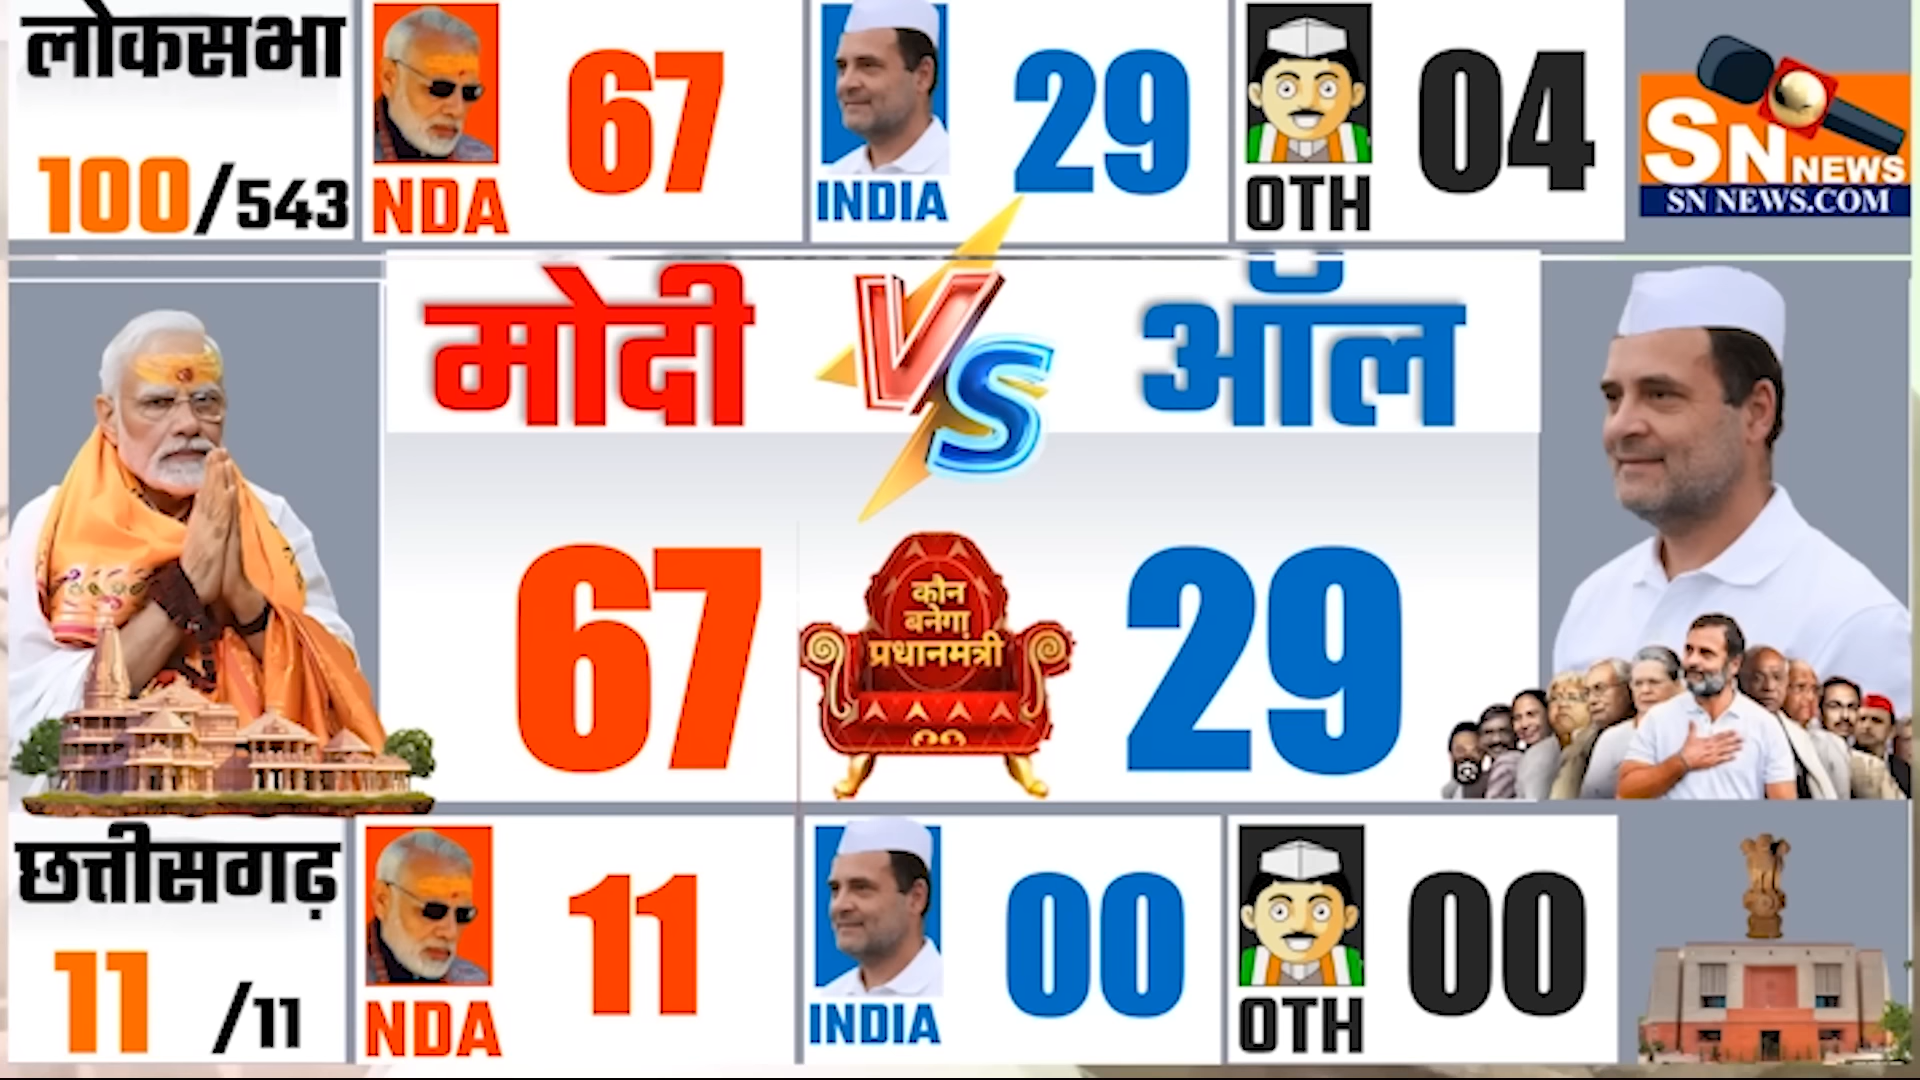 लोकसभा
100/543
NDA
67
INDIA
29
OTH
04
SN NEWS
SN NEWS.COM
मोदी
VS
ऑल
67
कौन
बनेगा
प्रधानमंत्री
29
छत्तीसगढ़
11/11
NDA
11
INDIA
00
OTH
00